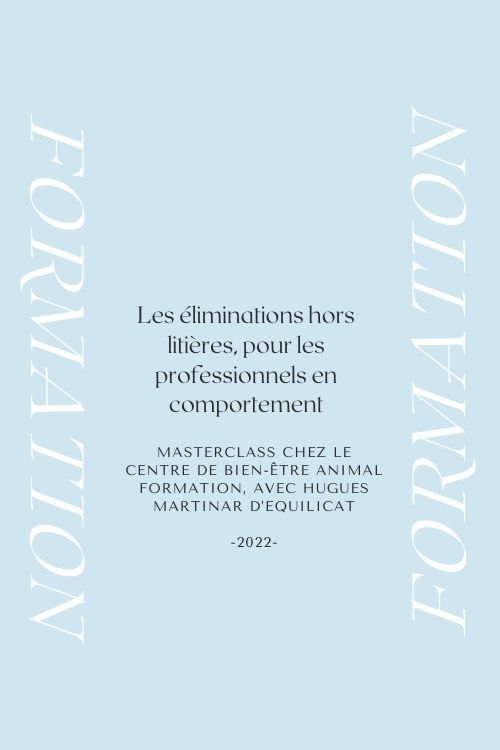 FORMATION
Les éliminations hors
litières, pour les
professionnels en
comportement
MASTERCLASS CHEZ LE
CENTRE DE BIEN-ÊTRE ANIMAL
FORMATION, AVEC HUGUES
MARTINAR D'EQUILICAT
-2022-
FORMATION